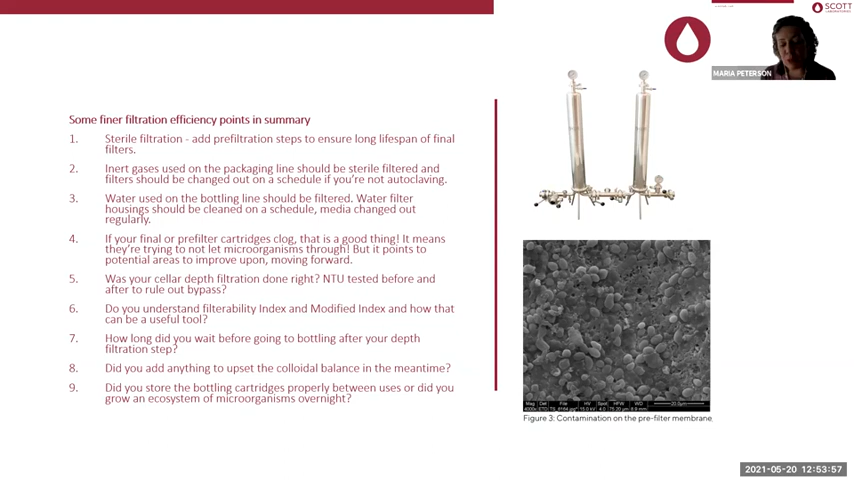 SCOTT
LABORATORIES
MARIA PETERSON
Some finer filtration efficiency points in summary
1. Sterile filtration - add prefiltration steps to ensure long lifespan of final
filters.
2. Inert gases used on the packaging line should be sterile filtered and
filters should be changed out on a schedule if you're not autoclaving.
3. Water used on the bottling line should be filtered. Water filter
housings should be cleaned on a schedule, media changed out
regularly.
4. If your final or prefilter cartridges clog, that is a good thing! It means
they're trying to not let microorganisms through! But it points to
potential areas to improve upon, moving forward.
5. Was your cellar depth filtration done right? NTU tested before and
after to rule out bypass?
6. Do you understand filterability Index and Modified Index and how that
can be a useful tool?
7. How long did you wait before going to bottling after your depth
filtration step?
8. Did you add anything to upset the colloidal balance in the meantime?
9. Did you store the bottling cartridges properly between uses or did you
grow an ecosystem of microorganisms overnight?
Mag Det File HV Spot HFW WD
Figure 3: Contamination on the pre-filter membrane.
2021-05-20 12:53:57